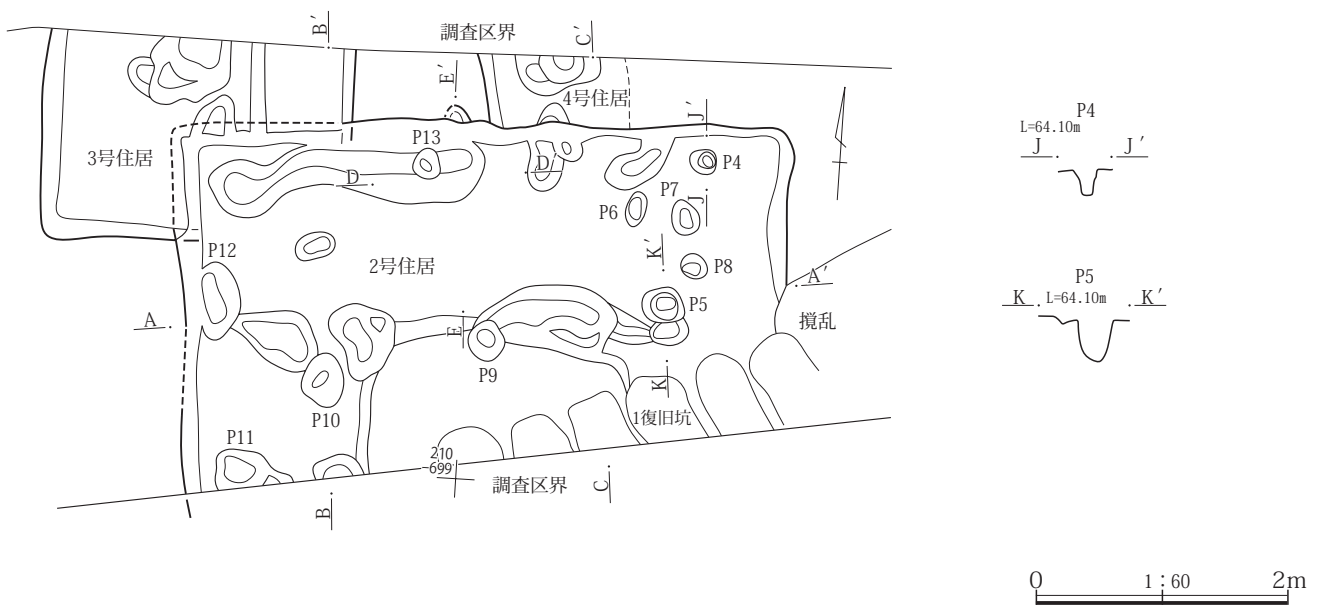 調査区界
B′
C′
E′
4号住居
J′
P13
3号住居
D
D′
P4
P7
J
P6
P12
K′
2号住居
P8
A′
P5
A
E
攪乱
P9
K
P10
1復旧坑
P11
210
699
調査区界
C
B
P4
L=64.10m
J
J′
P5
K
L=64.10m
K′
0
1：60
2m